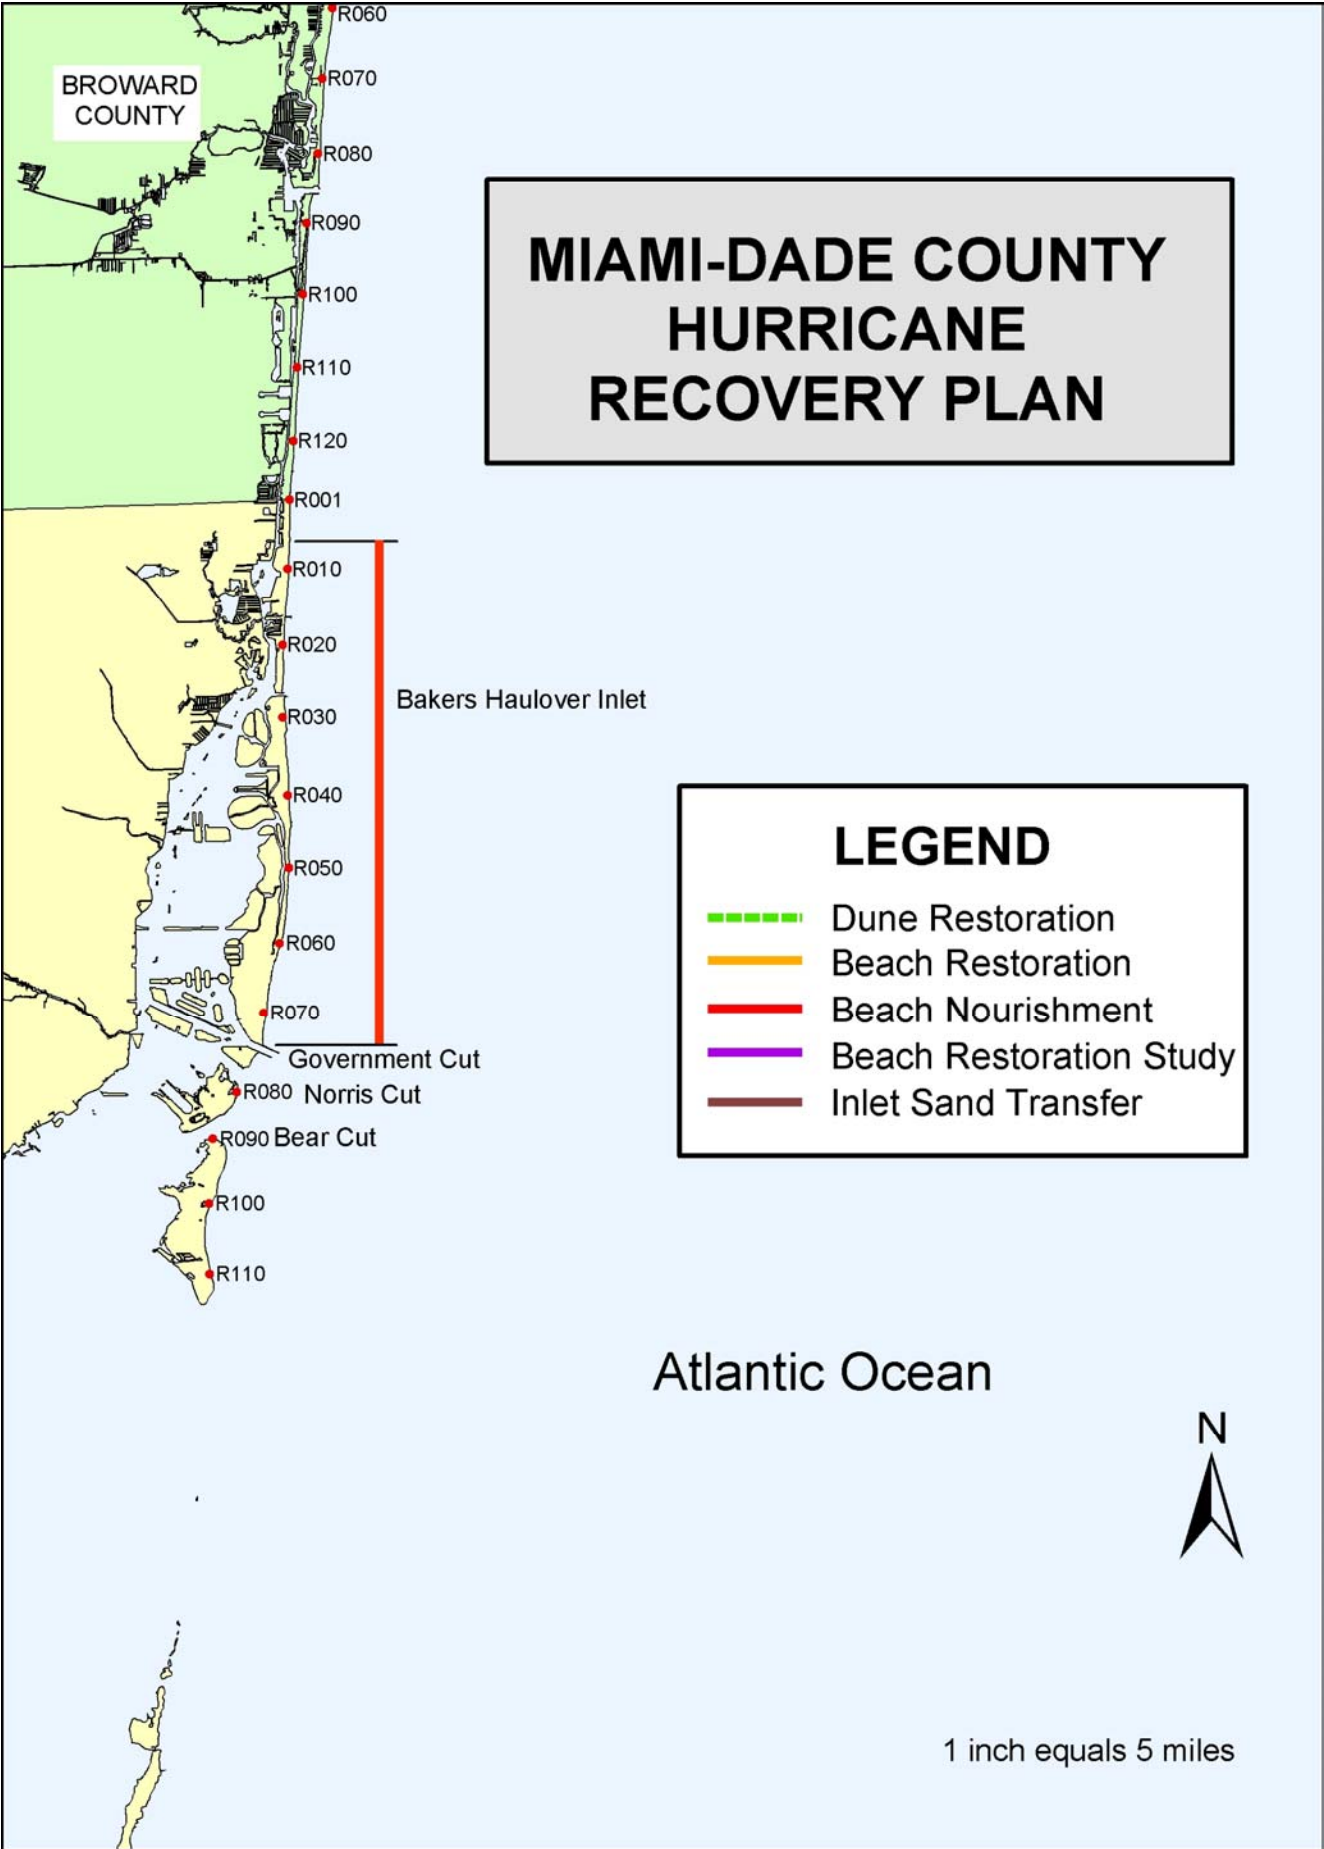 R060
BROWARD
COUNTY
R070
R080
R090
R100
R110
R120
R001
MIAMI-DADE COUNTY
HURRICANE
RECOVERY PLAN
R010
R020
Bakers Haulover Inlet
R030
R040
R050
R060
R070
Government Cut
R080 Norris Cut
R090 Bear Cut
R100
R110
LEGEND
Dune Restoration
Beach Restoration
Beach Nourishment
Beach Restoration Study
Inlet Sand Transfer
Atlantic Ocean
N
1 inch equals 5 miles